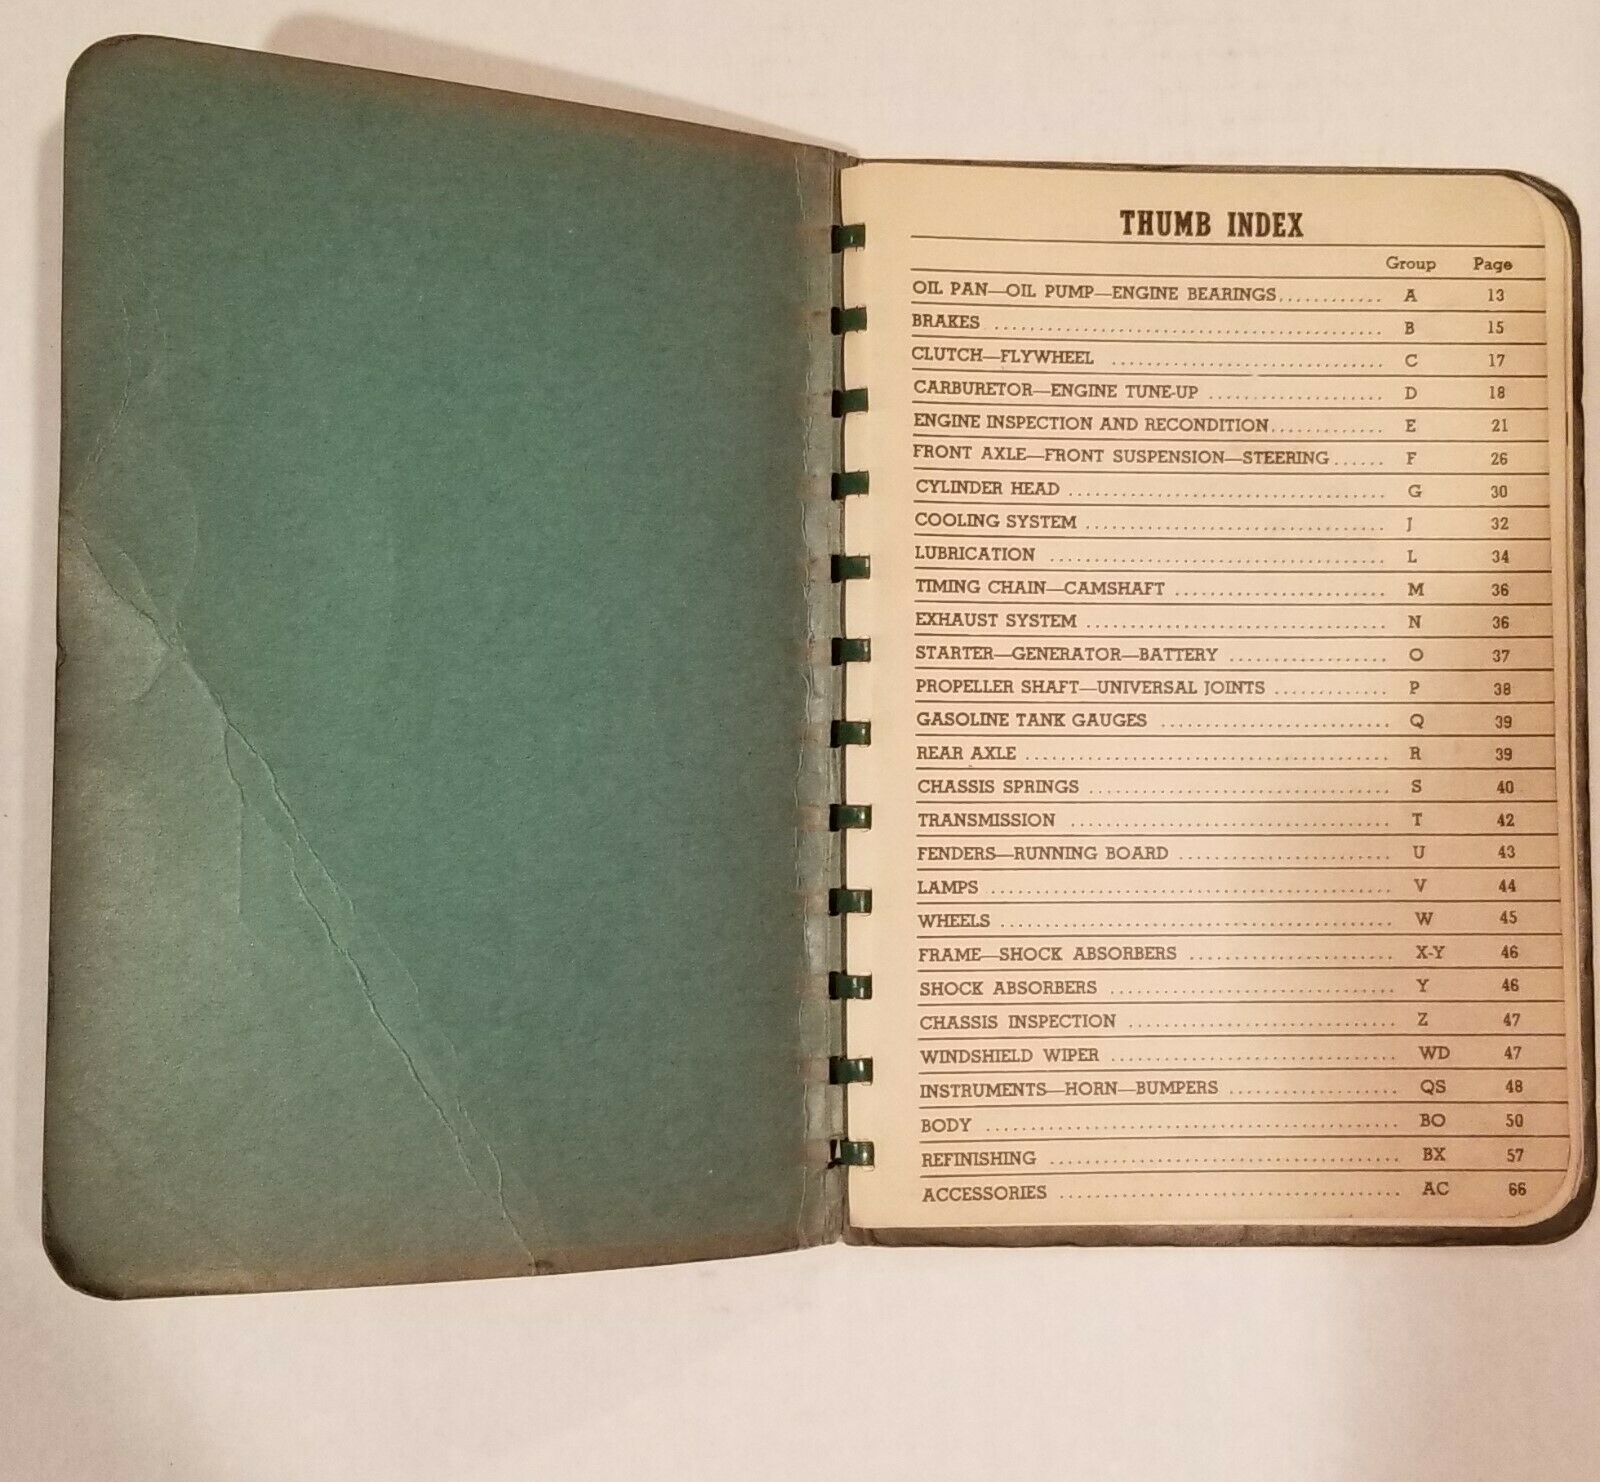 THUMB INDEX
Group Page
OIL PAN—OIL PUMP—ENGINE BEARINGS............ A 13
BRAKES ............................................ B 15
CLUTCH—FLYWHEEL .............................. C 17
CARBURETOR—ENGINE TUNE-UP .................... D 18
ENGINE INSPECTION AND RECONDITION............. E 21
FRONT AXLE—FRONT SUSPENSION—STEERING...... F 26
CYLINDER HEAD ................................... G 30
COOLING SYSTEM ................................. J 32
LUBRICATION ..................................... L 34
TIMING CHAIN—CAMSHAFT ........................ M 36
EXHAUST SYSTEM ................................. N 36
STARTER—GENERATOR—BATTERY .................. O 37
PROPELLER SHAFT—UNIVERSAL JOINTS ............. P 38
GASOLINE TANK GAUGES .......................... Q 39
REAR AXLE ........................................ R 39
CHASSIS SPRINGS ................................. S 40
TRANSMISSION ................................... T 42
FENDERS—RUNNING BOARD ........................ U 43
LAMPS ............................................ V 44
WHEELS ........................................... W 45
FRAME—SHOCK ABSORBERS ....................... X-Y 46
SHOCK ABSORBERS ................................ Y 46
CHASSIS INSPECTION .............................. Z 47
WINDSHIELD WIPER ................................ WD 47
INSTRUMENTS—HORN—BUMPERS ................... QS 48
BODY ............................................. BO 50
REFINISHING ...................................... BX 57
ACCESSORIES ..................................... AC 66